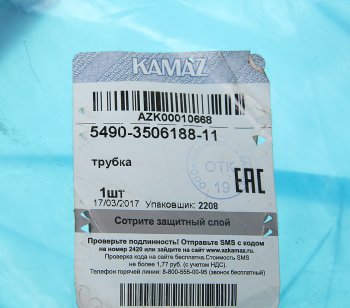 KAMAZ
AZK00010668
5490-3506188-11
трубка
ОТК
19
EAC
1шт
17/03/2017 Упаковщик: 2208
Сотрите защитный слой
Проверьте подлинность! Отправьте SMS с кодом
на номер 2420 или зайдите на сайт www.azkamaz.ru
Проверка кода на сайте бесплатна. Стоимость SMS
не более 1,77 руб. (с учетом НДС).
Телефон горячей линии: 8-800-555-00-95 (звонок бесплатный)